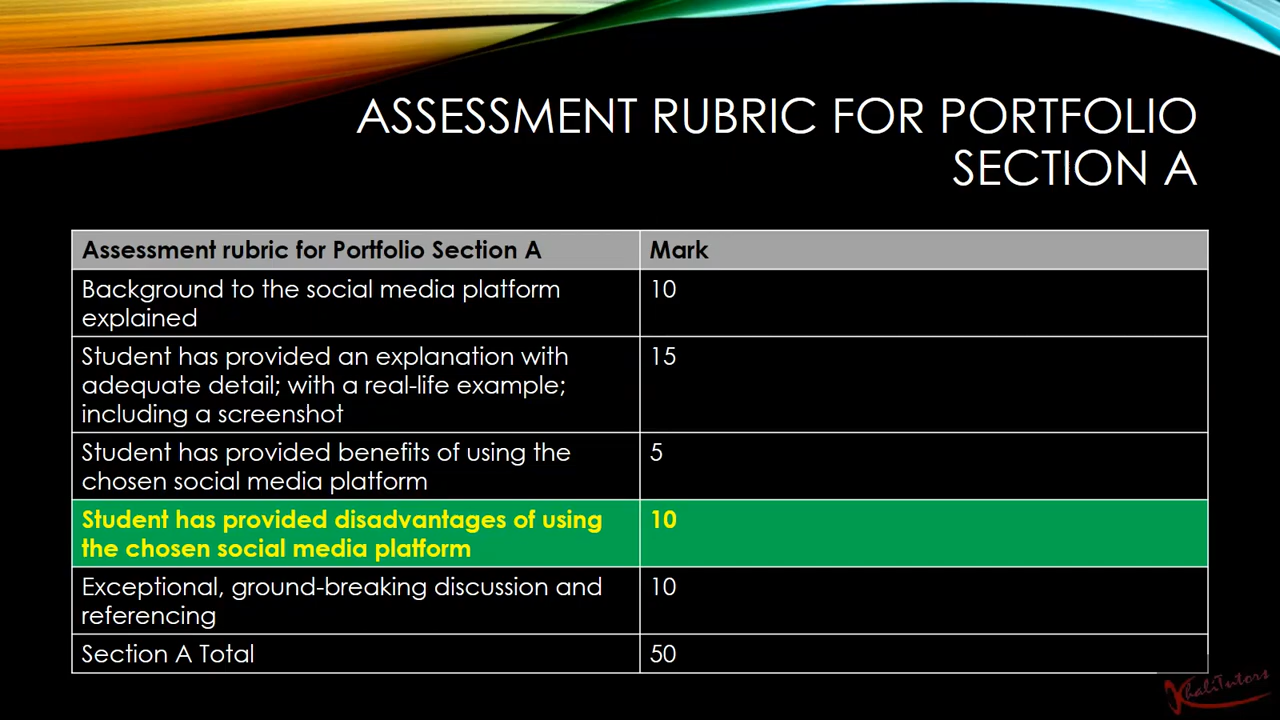 ASSESSMENT RUBRIC FOR PORTFOLIO
SECTION A
Assessment rubric for Portfolio Section A
Mark
Background to the social media platform
explained
10
Student has provided an explanation with
adequate detail; with a real-life example;
including a screenshot
15
Student has provided benefits of using the
chosen social media platform
5
Student has provided disadvantages of using
the chosen social media platform
10
Exceptional, ground-breaking discussion and
referencing
10
Section A Total
50
KhaliTutors